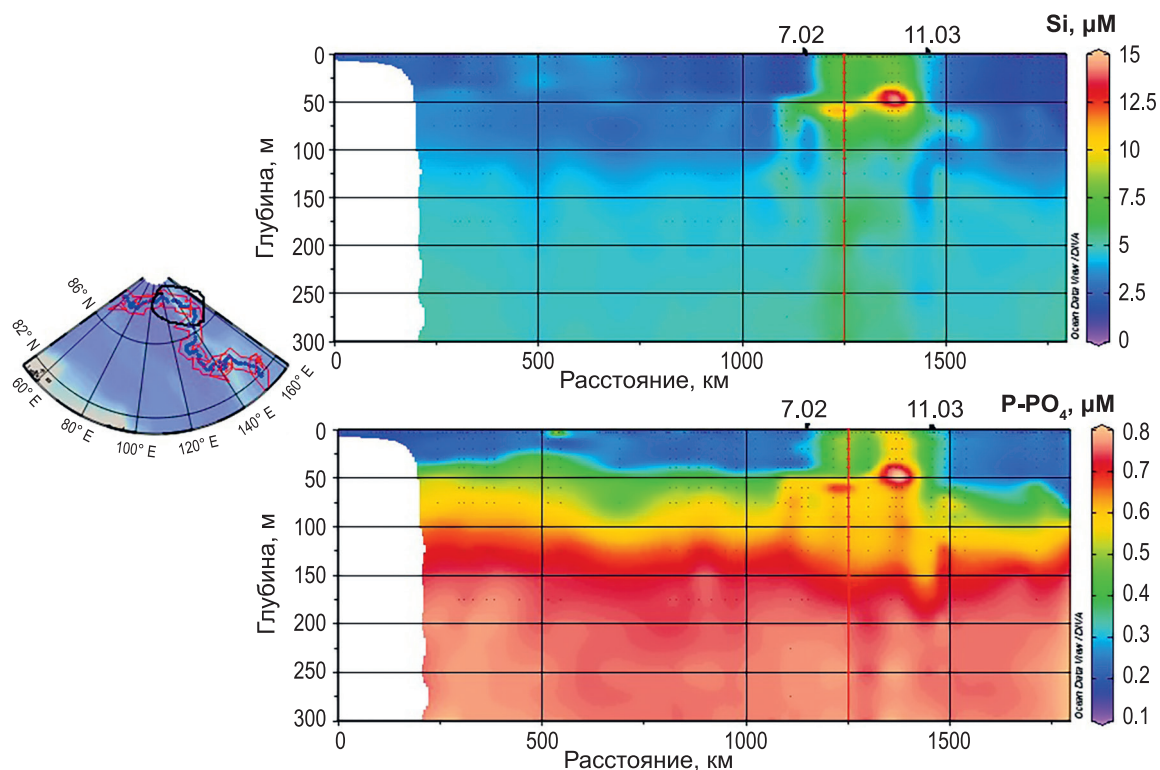 7.02 11.03 Si, µM
0
50
100
150
200
250
300
Глубина, м
0 500 1000 1500
Расстояние, км
15
12.5
10
7.5
5
2.5
0
Ocean Data View / DIVA
86° N
82° N
60° E
80° E
100° E
120° E
140° E
160° E
7.02 11.03 P-PO₄, µM
0
50
100
150
200
250
300
Глубина, м
0 500 1000 1500
Расстояние, км
0.8
0.7
0.6
0.5
0.4
0.3
0.2
0.1
Ocean Data View / DIVA